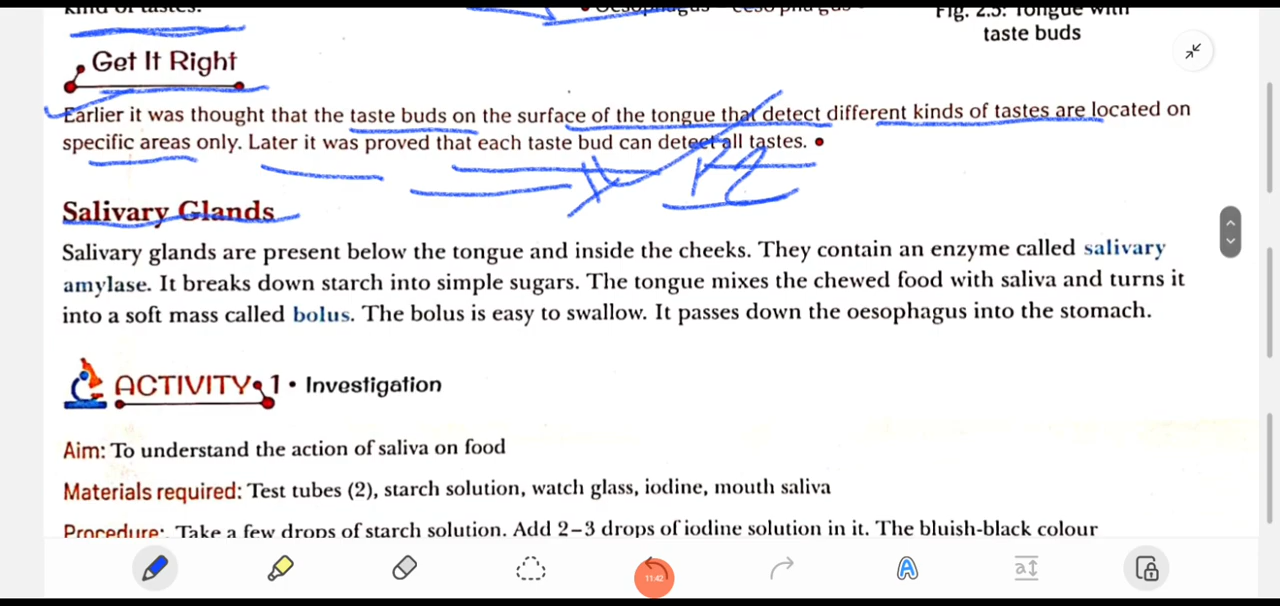 kind of tastes.
Fig. 2.5: Tongue with
taste buds
Get It Right
Earlier it was thought that the taste buds on the surface of the tongue that detect different kinds of tastes are located on
specific areas only. Later it was proved that each taste bud can detect all tastes.
Salivary Glands
Salivary glands are present below the tongue and inside the cheeks. They contain an enzyme called salivary
amylase. It breaks down starch into simple sugars. The tongue mixes the chewed food with saliva and turns it
into a soft mass called bolus. The bolus is easy to swallow. It passes down the oesophagus into the stomach.
ACTIVITY 1 • Investigation
Aim: To understand the action of saliva on food
Materials required: Test tubes (2), starch solution, watch glass, iodine, mouth saliva
Procedure: Take a few drops of starch solution. Add 2–3 drops of iodine solution in it. The bluish-black colour
11:42